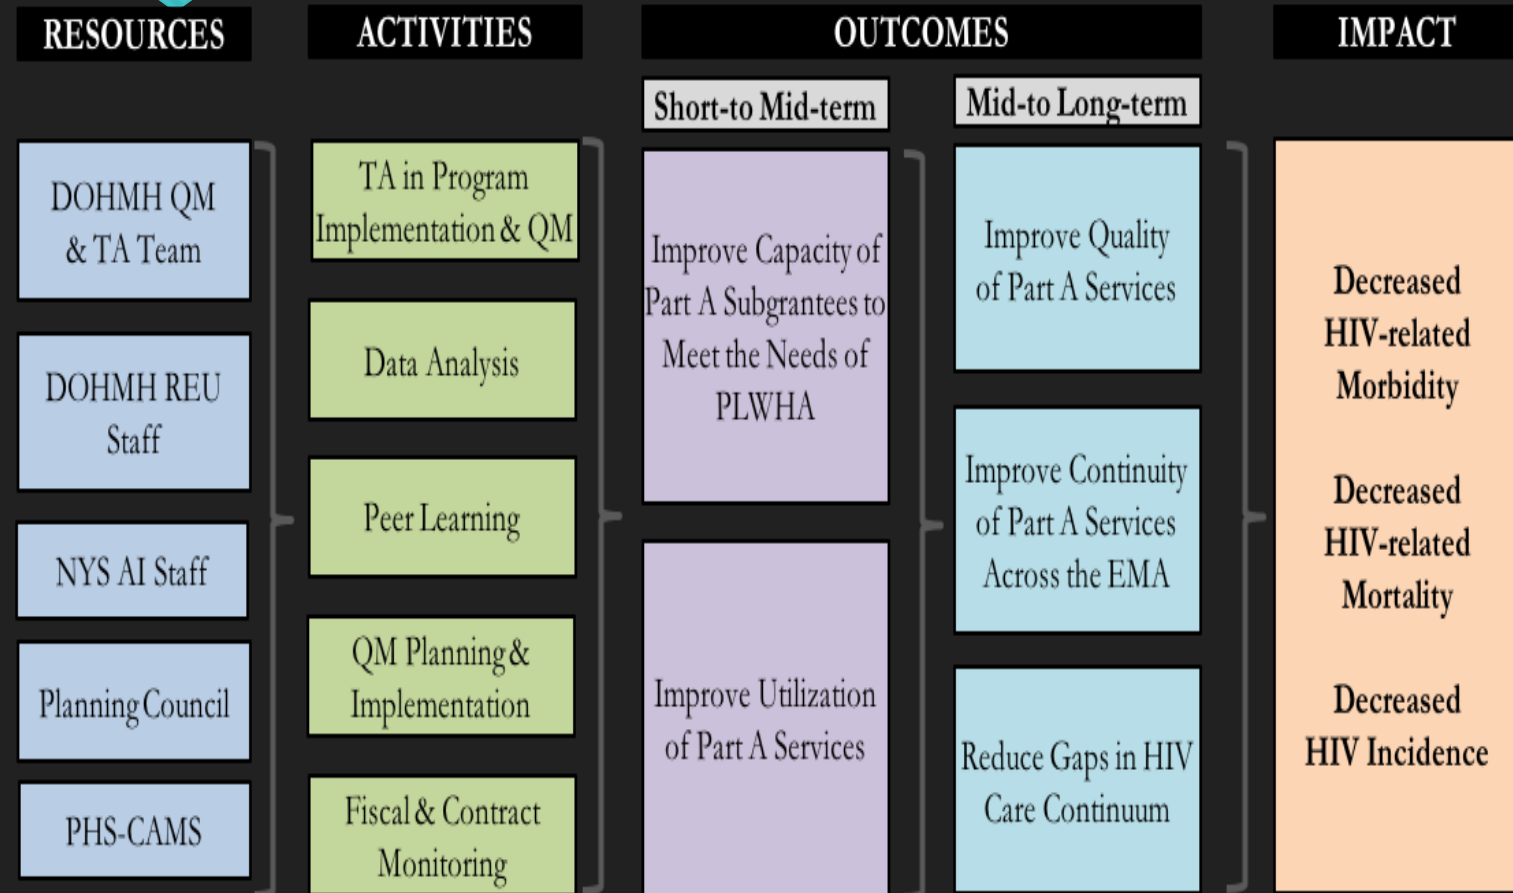 RESOURCES
ACTIVITIES
OUTCOMES
IMPACT
Short-to Mid-term
Mid-to Long-term
DOHMH QM
& TA Team
DOHMH REU
Staff
NYS AI Staff
Planning Council
PHS-CAMS
TA in Program
Implementation & QM
Data Analysis
Peer Learning
QM Planning &
Implementation
Fiscal & Contract
Monitoring
Improve Capacity of
Part A Subgrantees to
Meet the Needs of
PLWHA
Improve Utilization
of Part A Services
Improve Quality
of Part A Services
Improve Continuity
of Part A Services
Across the EMA
Reduce Gaps in HIV
Care Continuum
Decreased
HIV-related
Morbidity
Decreased
HIV-related
Mortality
Decreased
HIV Incidence